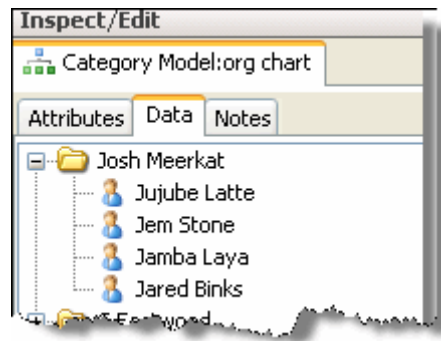 Inspect/Edit
Category Model:org chart
Attributes Data Notes
Josh Meerkat
Jujube Latte
Jem Stone
Jamba Laya
Jared Binks